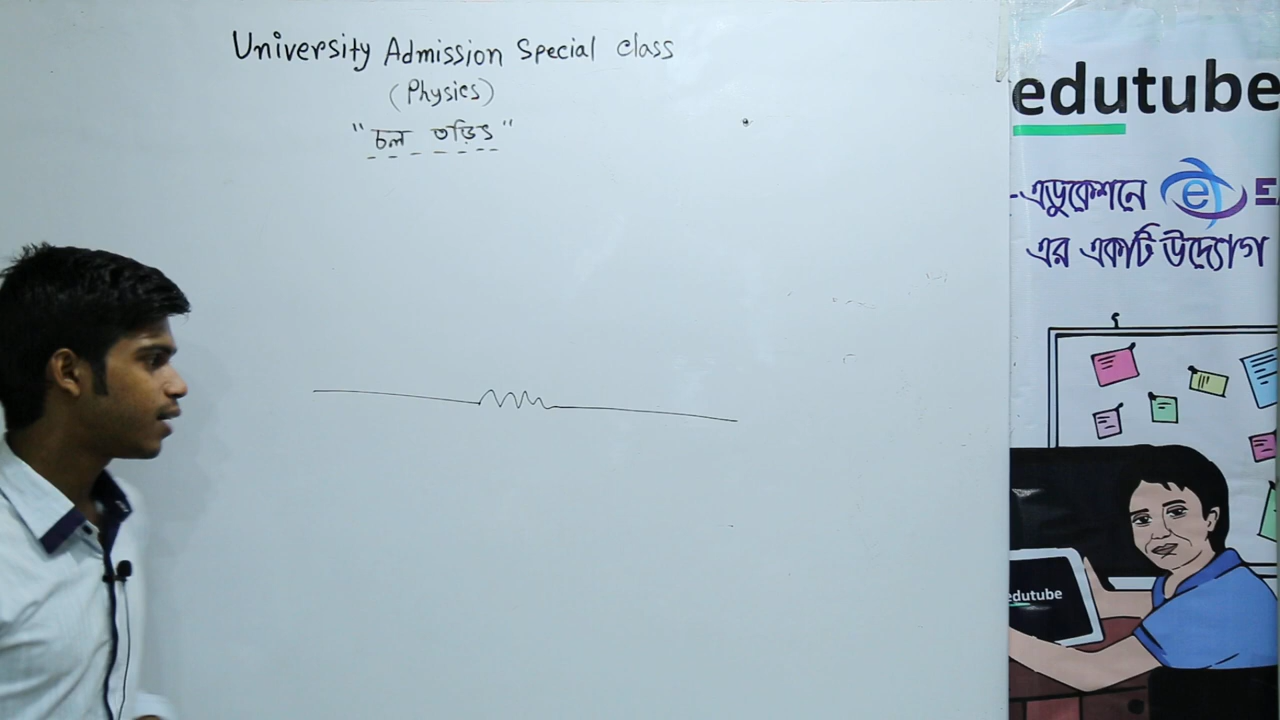 University Admission Special class
(Physics)
"চল তড়িৎ"
edutube
-এডুকেশনে e
এর একটি উদ্যোগ
edutube